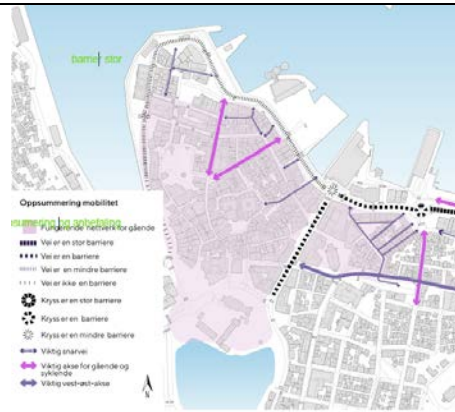 barrie stor
Oppsummering mobilitet
Fungerende nettverk for gående
Vei er en stor barriere
Vei er en barriere
Vei er en mindre barriere
Vei er ikke en barriere
Kryss er en stor barriere
Kryss er en barriere
Kryss er en mindre barriere
Viktig snarvei
Viktig akse for gående og
syklende
Viktig vest-øst-akse
N